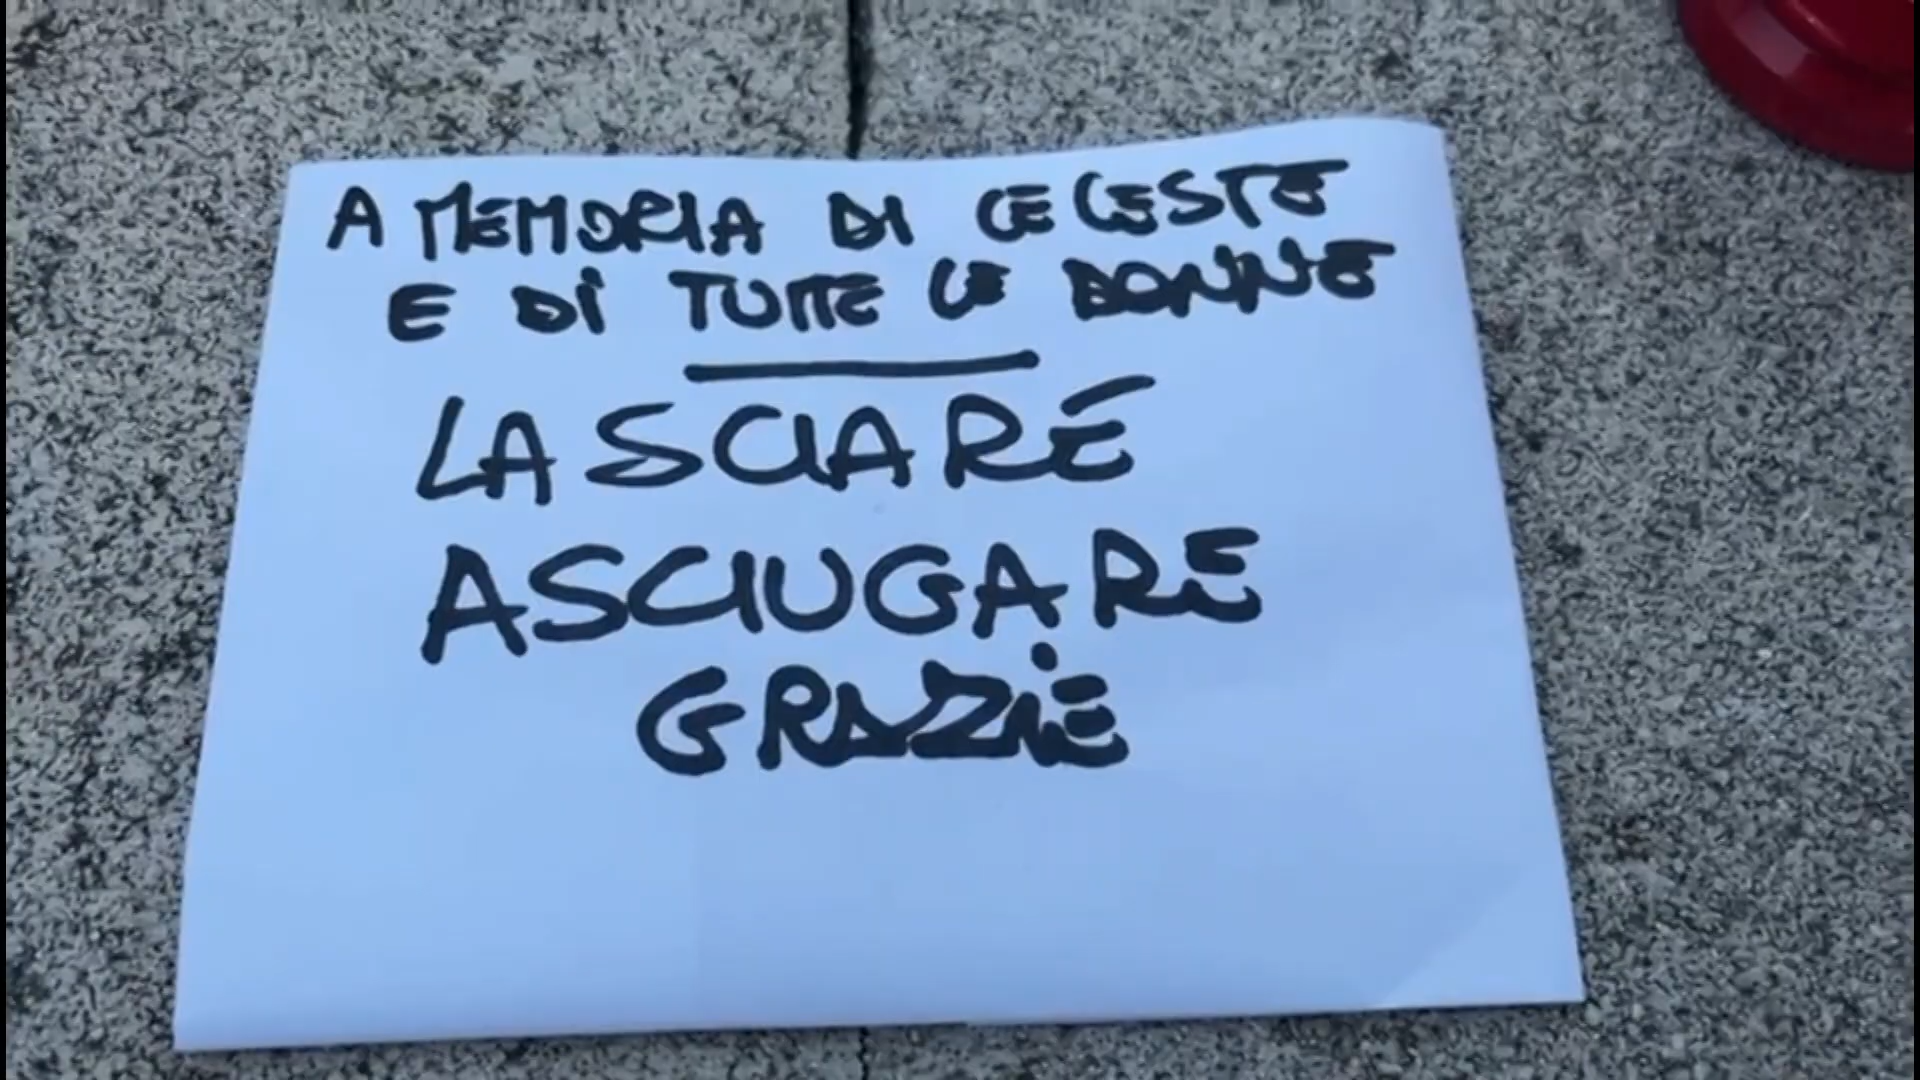 A MEMORIA DI CELESTE
E DI TUTTE LE DONNE
LASCIARE
ASCIUGARE
GRAZIE